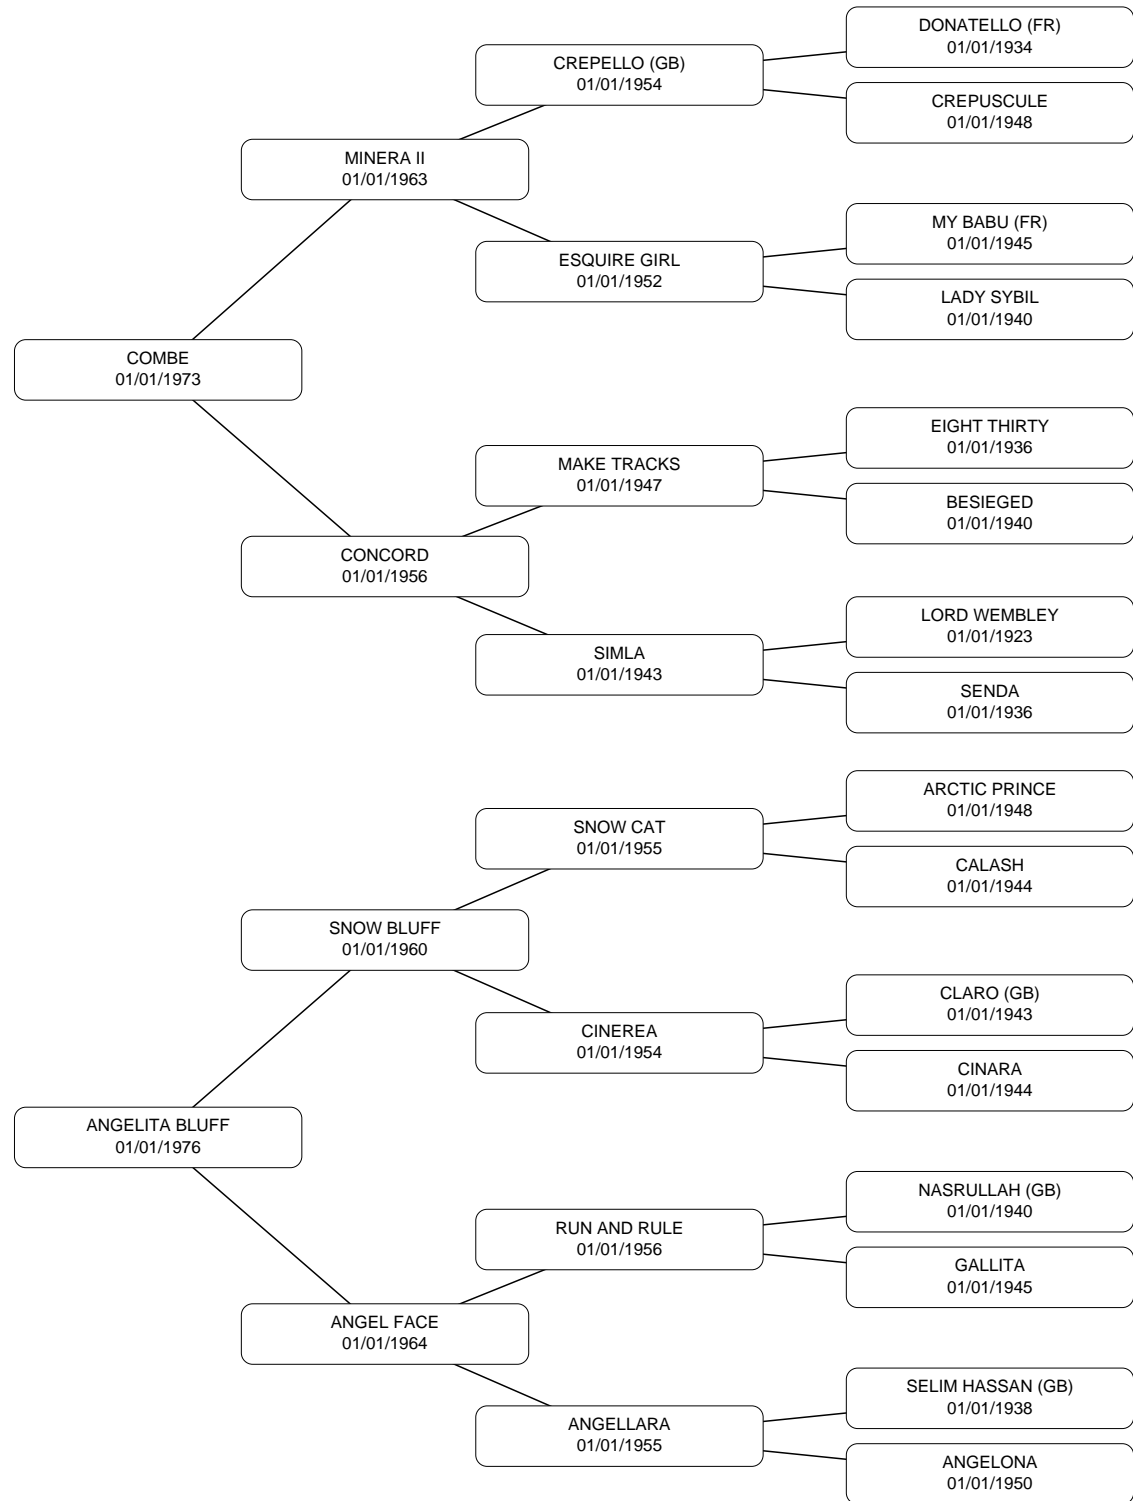 DONATELLO (FR)
01/01/1934
CREPELLO (GB)
01/01/1954
CREPUSCULE
01/01/1948
MINERA II
01/01/1963
MY BABU (FR)
01/01/1945
ESQUIRE GIRL
01/01/1952
LADY SYBIL
01/01/1940
COMBE
01/01/1973
EIGHT THIRTY
01/01/1936
MAKE TRACKS
01/01/1947
BESIEGED
01/01/1940
CONCORD
01/01/1956
LORD WEMBLEY
01/01/1923
SIMLA
01/01/1943
SENDA
01/01/1936
ARCTIC PRINCE
01/01/1948
SNOW CAT
01/01/1955
CALASH
01/01/1944
SNOW BLUFF
01/01/1960
CLARO (GB)
01/01/1943
CINEREA
01/01/1954
CINARA
01/01/1944
ANGELITA BLUFF
01/01/1976
NASRULLAH (GB)
01/01/1940
RUN AND RULE
01/01/1956
GALLITA
01/01/1945
ANGEL FACE
01/01/1964
SELIM HASSAN (GB)
01/01/1938
ANGELLARA
01/01/1955
ANGELONA
01/01/1950